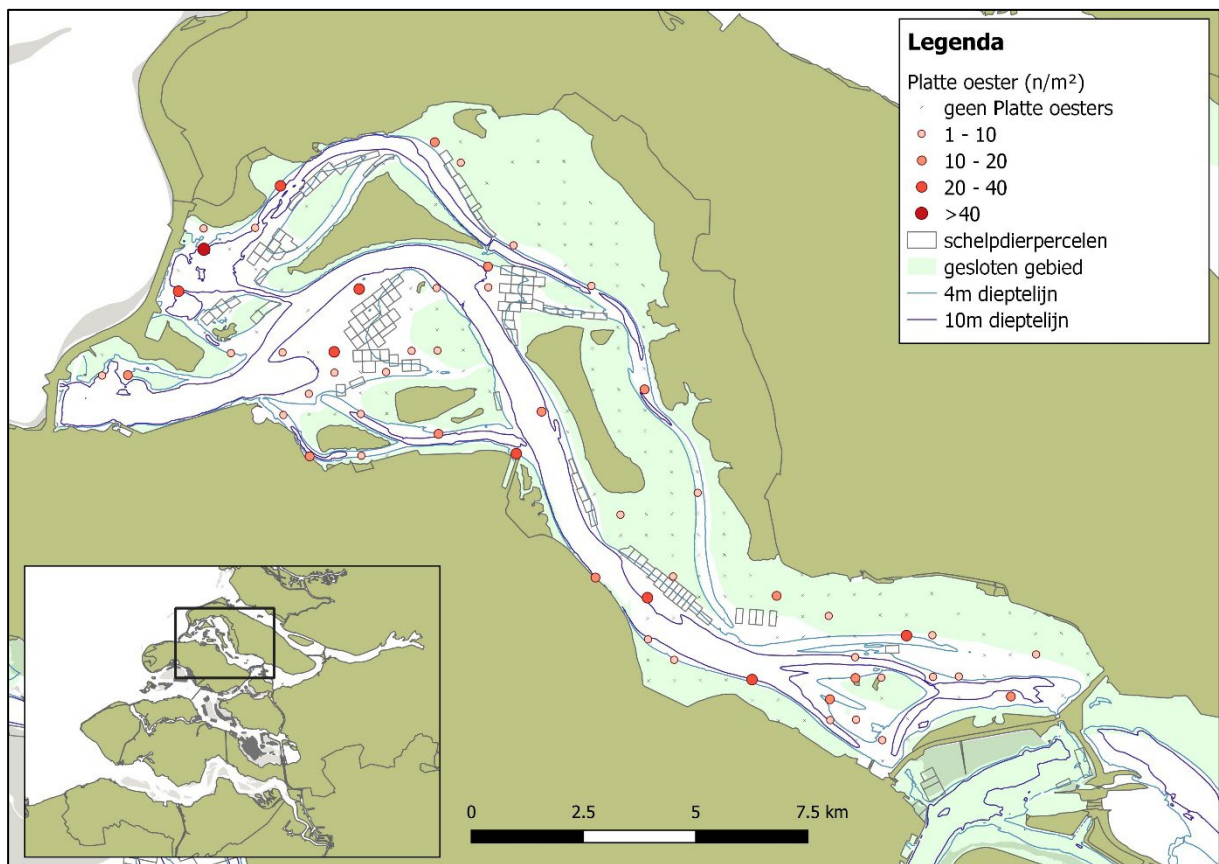 Legenda
Platte oester (n/m²)
geen Platte oesters
1 - 10
10 - 20
20 - 40
>40
schelpdierpercelen
gesloten gebied
4m dieptelijn
10m dieptelijn
0 2.5 5 7.5 km